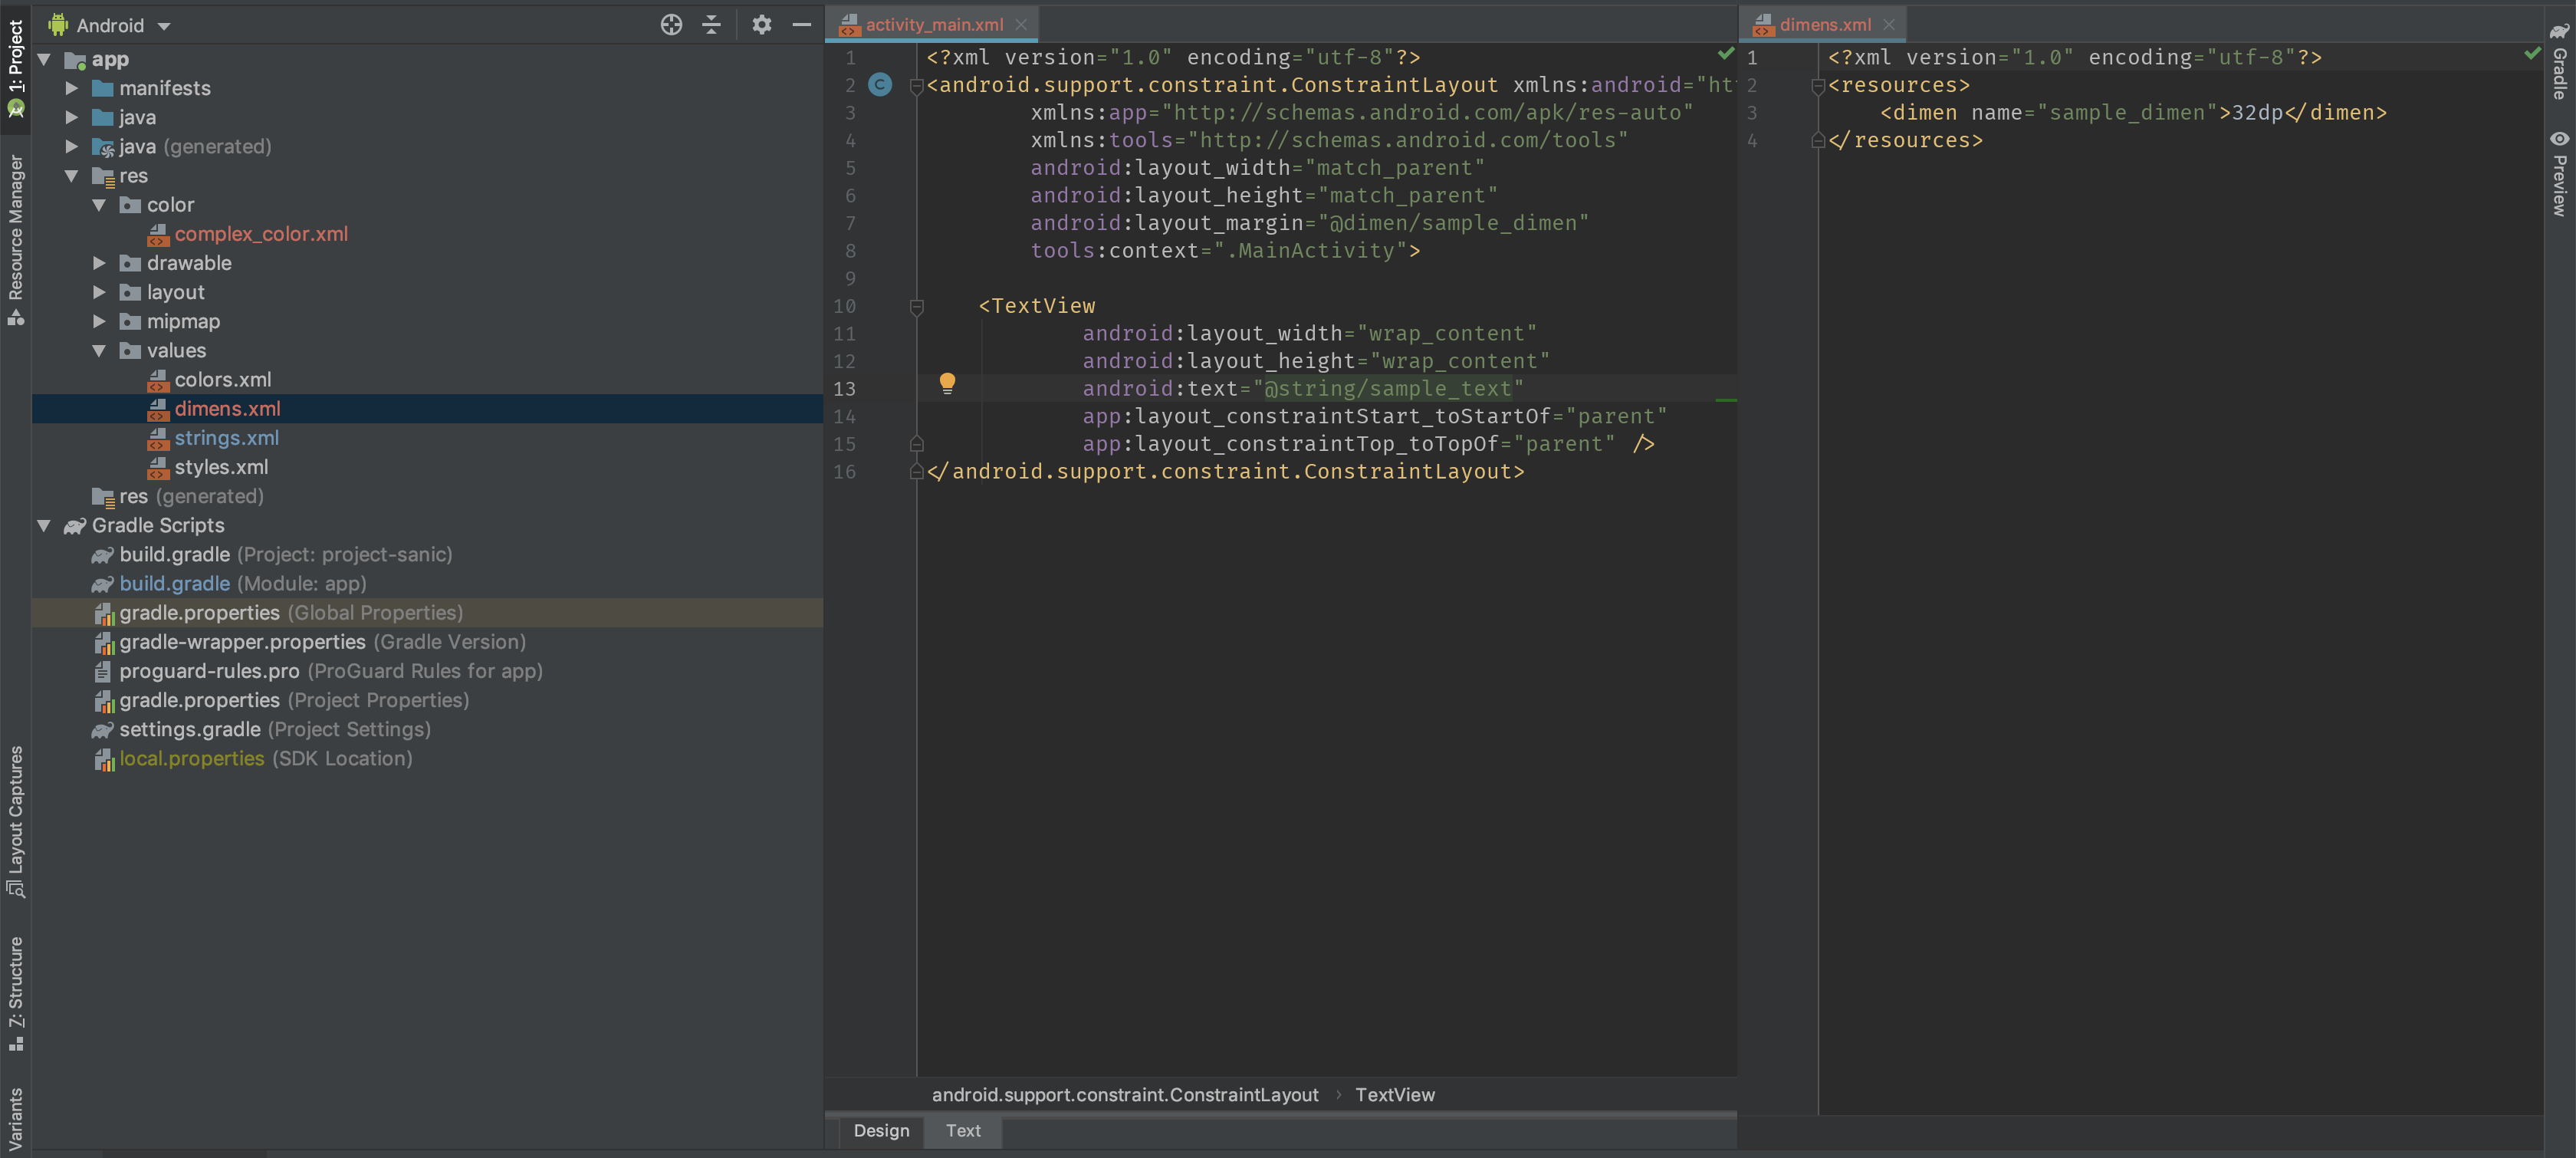 Android
app
manifests
java
java (generated)
res
color
complex_color.xml
drawable
layout
mipmap
values
colors.xml
dimens.xml
strings.xml
styles.xml
res (generated)
Gradle Scripts
build.gradle (Project: project-sanic)
build.gradle (Module: app)
gradle.properties (Global Properties)
gradle-wrapper.properties (Gradle Version)
proguard-rules.pro (ProGuard Rules for app)
gradle.properties (Project Properties)
settings.gradle (Project Settings)
local.properties (SDK Location)
1: Project
Resource Manager
Layout Captures
Z: Structure
Variants
activity_main.xml
1 <?xml version="1.0" encoding="utf-8"?>
2 <android.support.constraint.ConstraintLayout xmlns:android="ht
3 xmlns:app="http://schemas.android.com/apk/res-auto"
4 xmlns:tools="http://schemas.android.com/tools"
5 android:layout_width="match_parent"
6 android:layout_height="match_parent"
7 android:layout_margin="@dimen/sample_dimen"
8 tools:context=".MainActivity">
9
10 <TextView
11 android:layout_width="wrap_content"
12 android:layout_height="wrap_content"
13 android:text="@string/sample_text"
14 app:layout_constraintStart_toStartOf="parent"
15 app:layout_constraintTop_toTopOf="parent" />
16 </android.support.constraint.ConstraintLayout>
android.support.constraint.ConstraintLayout › TextView
Design Text
dimens.xml
1 <?xml version="1.0" encoding="utf-8"?>
2 <resources>
3 <dimen name="sample_dimen">32dp</dimen>
4 </resources>
Gradle
Preview